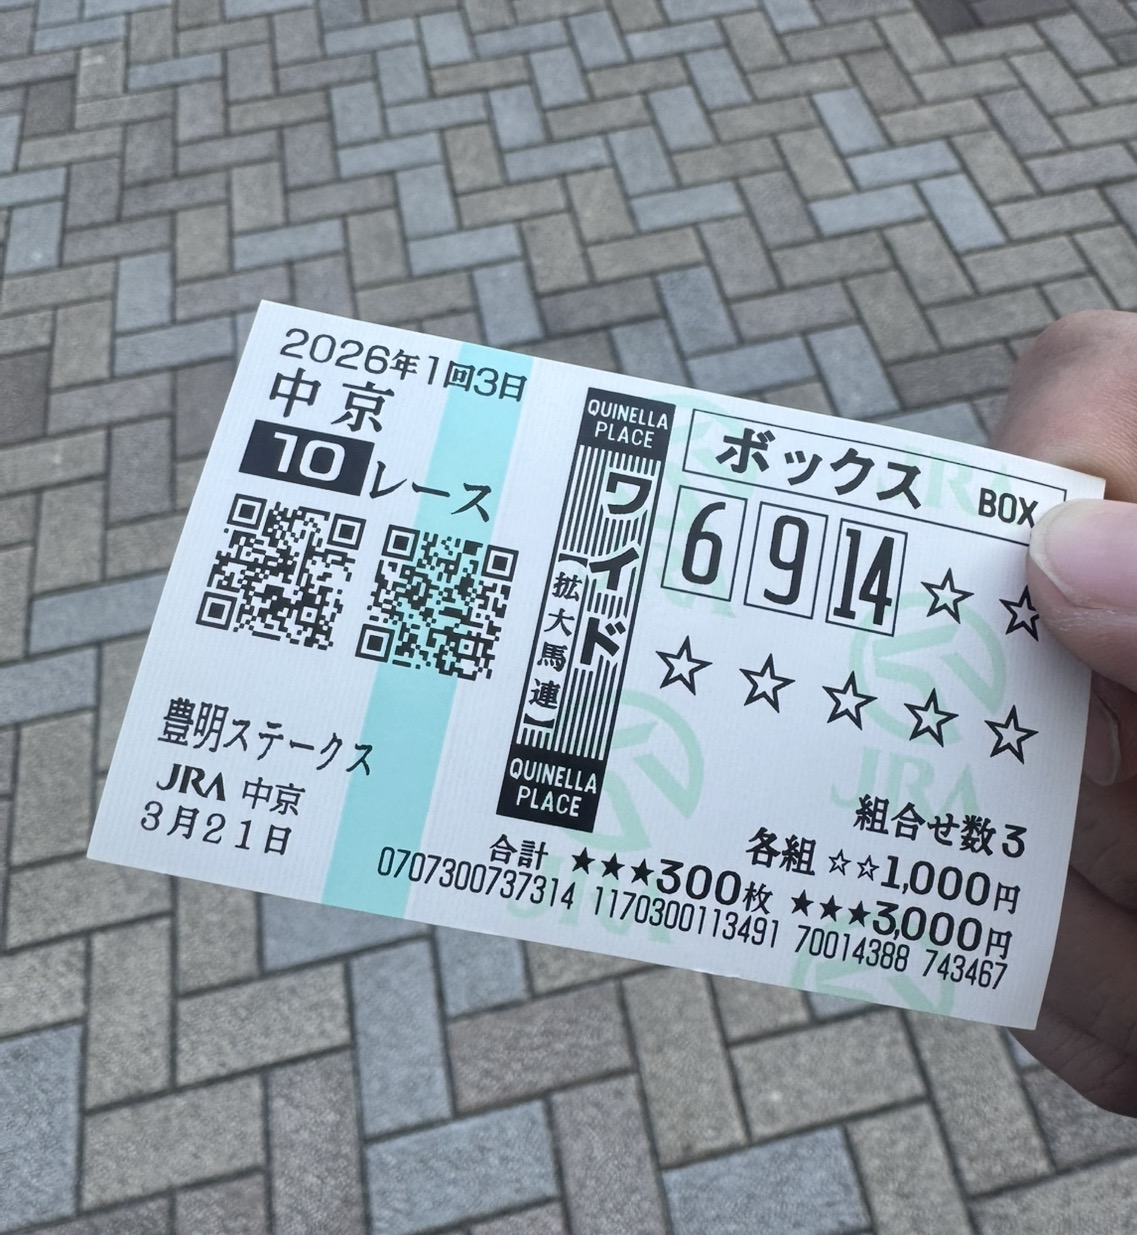 2026年1回3日
中京
10レース
豊明ステークス
JRA 中京
3月21日
QUINELLA
PLACE
ワイド
【拡大馬連】
QUINELLA
PLACE
ボックス BOX
6 9 14 ☆ ☆
☆ ☆ ☆ ☆ ☆
組合せ数3
各組 ☆☆1,000円
合計 ★★★300枚 ★★★3,000円
0707300737314 1170300113491 70014388 743467